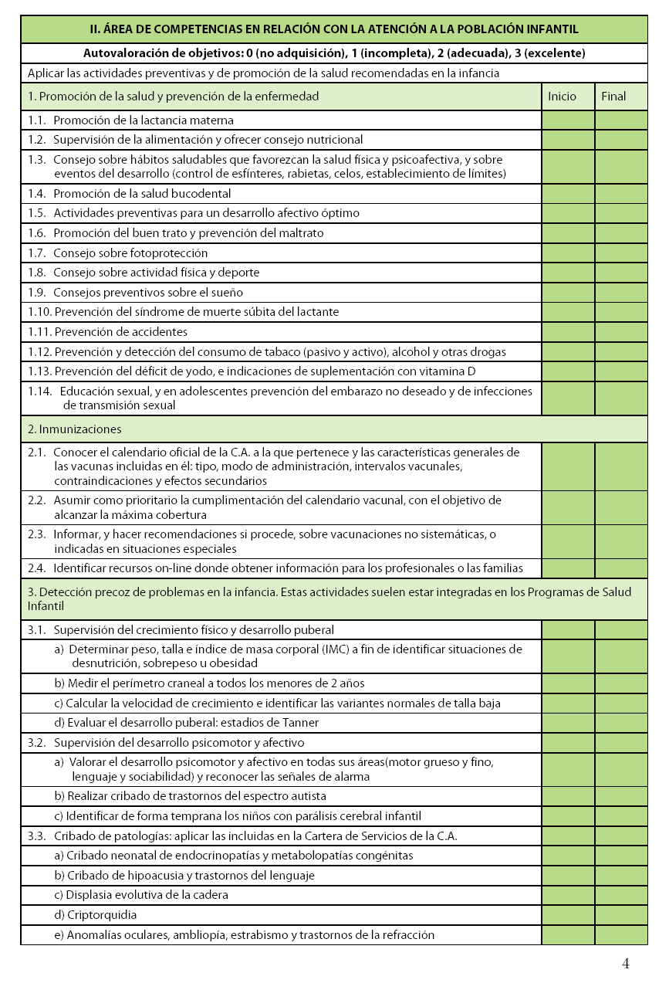 II. ÁREA DE COMPETENCIAS EN RELACIÓN CON LA ATENCIÓN A LA POBLACIÓN INFANTIL
Autovaloración de objetivos: 0 (no adquisición), 1 (incompleta), 2 (adecuada), 3 (excelente)
Aplicar las actividades preventivas y de promoción de la salud recomendadas en la infancia
1. Promoción de la salud y prevención de la enfermedad Inicio Final
1.1. Promoción de la lactancia materna
1.2. Supervisión de la alimentación y ofrecer consejo nutricional
1.3. Consejo sobre hábitos saludables que favorezcan la salud física y psicoafectiva, y sobre
eventos del desarrollo (control de esfínteres, rabietas, celos, establecimiento de límites)
1.4. Promoción de la salud bucodental
1.5. Actividades preventivas para un desarrollo afectivo óptimo
1.6. Promoción del buen trato y prevención del maltrato
1.7. Consejo sobre fotoprotección
1.8. Consejo sobre actividad física y deporte
1.9. Consejos preventivos sobre el sueño
1.10. Prevención del síndrome de muerte súbita del lactante
1.11. Prevención de accidentes
1.12. Prevención y detección del consumo de tabaco (pasivo y activo), alcohol y otras drogas
1.13. Prevención del déficit de yodo, e indicaciones de suplementación con vitamina D
1.14. Educación sexual, y en adolescentes prevención del embarazo no deseado y de infecciones
de transmisión sexual
2. Inmunizaciones
2.1. Conocer el calendario oficial de la C.A. a la que pertenece y las características generales de
las vacunas incluidas en él: tipo, modo de administración, intervalos vacunales,
contraindicaciones y efectos secundarios
2.2. Asumir como prioritario la cumplimentación del calendario vacunal, con el objetivo de
alcanzar la máxima cobertura
2.3. Informar, y hacer recomendaciones si procede, sobre vacunaciones no sistemáticas, o
indicadas en situaciones especiales
2.4. Identificar recursos on-line donde obtener información para los profesionales o las familias
3. Detección precoz de problemas en la infancia. Estas actividades suelen estar integradas en los Programas de Salud
Infantil
3.1. Supervisión del crecimiento físico y desarrollo puberal
a) Determinar peso, talla e índice de masa corporal (IMC) a fin de identificar situaciones de
desnutrición, sobrepeso u obesidad
b) Medir el perímetro craneal a todos los menores de 2 años
c) Calcular la velocidad de crecimiento e identificar las variantes normales de talla baja
d) Evaluar el desarrollo puberal: estadios de Tanner
3.2. Supervisión del desarrollo psicomotor y afectivo
a) Valorar el desarrollo psicomotor y afectivo en todas sus áreas(motor grueso y fino,
lenguaje y sociabilidad) y reconocer las señales de alarma
b) Realizar cribado de trastornos del espectro autista
c) Identificar de forma temprana los niños con parálisis cerebral infantil
3.3. Cribado de patologías: aplicar las incluidas en la Cartera de Servicios de la C.A.
a) Cribado neonatal de endocrinopatías y metabolopatías congénitas
b) Cribado de hipoacusia y trastornos del lenguaje
c) Displasia evolutiva de la cadera
d) Criptorquidia
e) Anomalías oculares, ambliopía, estrabismo y trastornos de la refracción
4